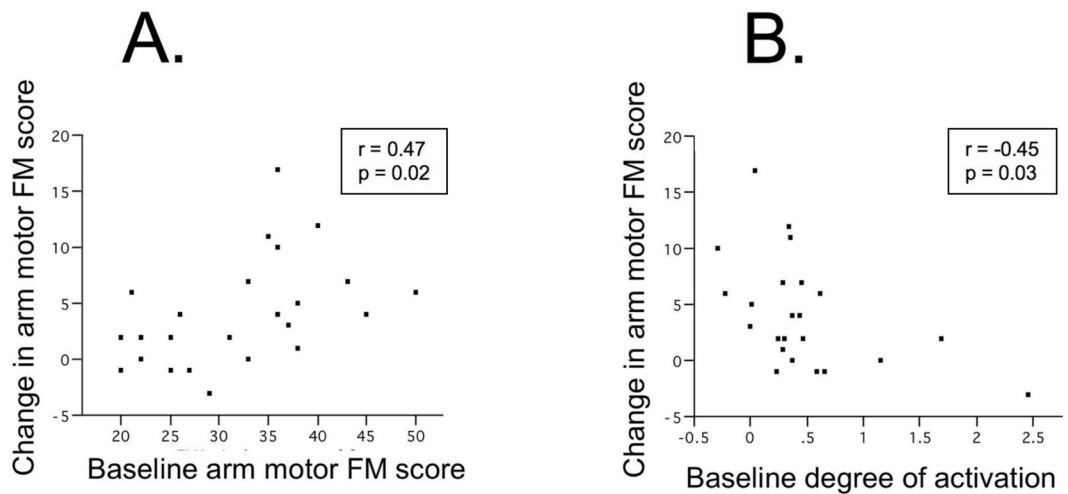 A.
Change in arm motor FM score
r = 0.47
p = 0.02
20
15
10
5
0
-5
20 25 30 35 40 45 50
Baseline arm motor FM score
B.
Change in arm motor FM score
r = -0.45
p = 0.03
20
15
10
5
0
-5
-0.5 0 .5 1 1.5 2 2.5
Baseline degree of activation